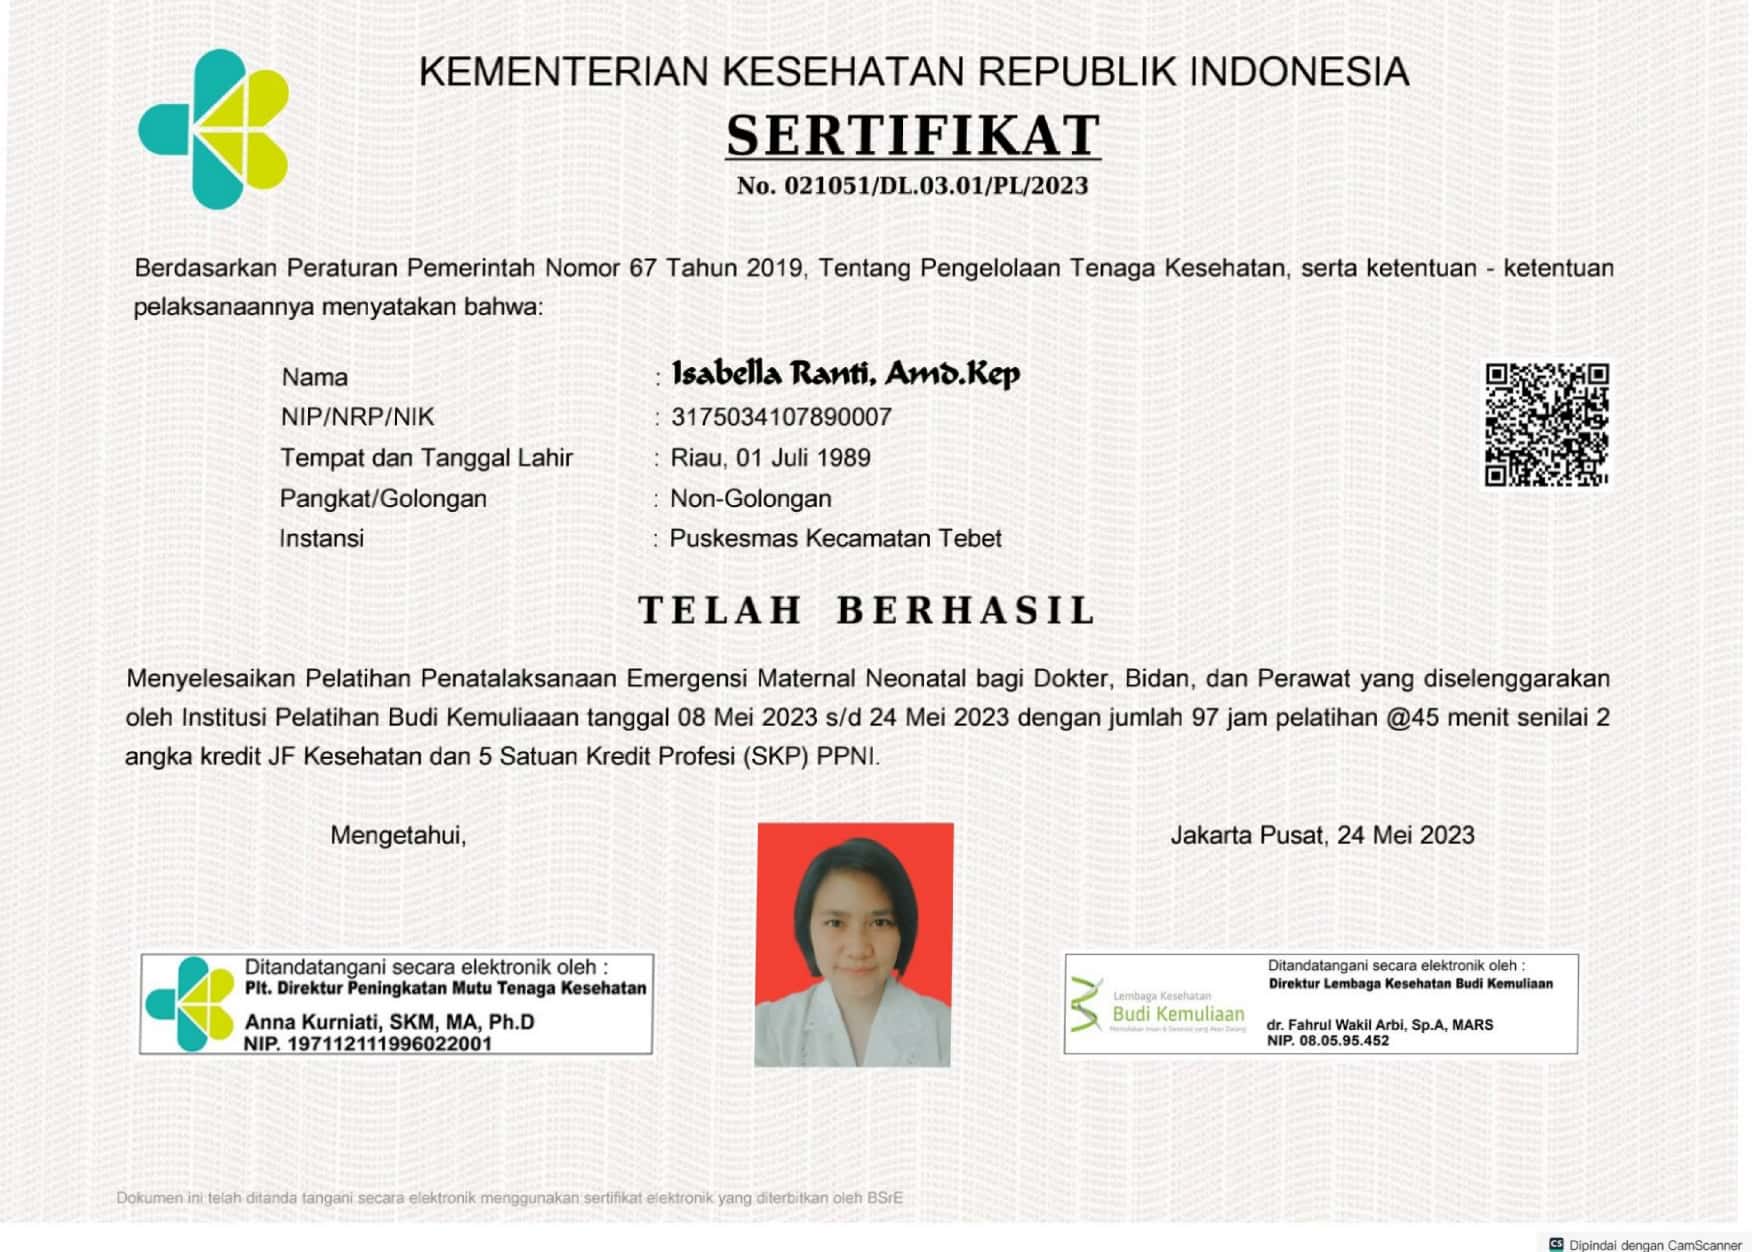 KEMENTERIAN KESEHATAN REPUBLIK INDONESIA
SERTIFIKAT
No. 021051/DL.03.01/PL/2023
Berdasarkan Peraturan Pemerintah Nomor 67 Tahun 2019, Tentang Pengelolaan Tenaga Kesehatan, serta ketentuan - ketentuan
pelaksanaannya menyatakan bahwa:
Nama : Isabella Ranti, Amd.Kep
NIP/NRP/NIK : 3175034107890007
Tempat dan Tanggal Lahir : Riau, 01 Juli 1989
Pangkat/Golongan : Non-Golongan
Instansi : Puskesmas Kecamatan Tebet
TELAH BERHASIL
Menyelesaikan Pelatihan Penatalaksanaan Emergensi Maternal Neonatal bagi Dokter, Bidan, dan Perawat yang diselenggarakan
oleh Institusi Pelatihan Budi Kemuliaaan tanggal 08 Mei 2023 s/d 24 Mei 2023 dengan jumlah 97 jam pelatihan @45 menit senilai 2
angka kredit JF Kesehatan dan 5 Satuan Kredit Profesi (SKP) PPNI.
Mengetahui,
Ditandatangani secara elektronik oleh :
Plt. Direktur Peningkatan Mutu Tenaga Kesehatan
Anna Kurniati, SKM, MA, Ph.D
NIP. 197112111996022001
Jakarta Pusat, 24 Mei 2023
Lembaga Kesehatan
Budi Kemuliaan
Ditandatangani secara elektronik oleh :
Direktur Lembaga Kesehatan Budi Kemuliaan
dr. Fahrul Wakil Arbi, Sp.A, MARS
NIP. 08.05.95.452
Dokumen ini telah ditanda tangani secara elektronik menggunakan sertifikat elektronik yang diterbitkan oleh BSrE
CS Dipindai dengan CamScanner